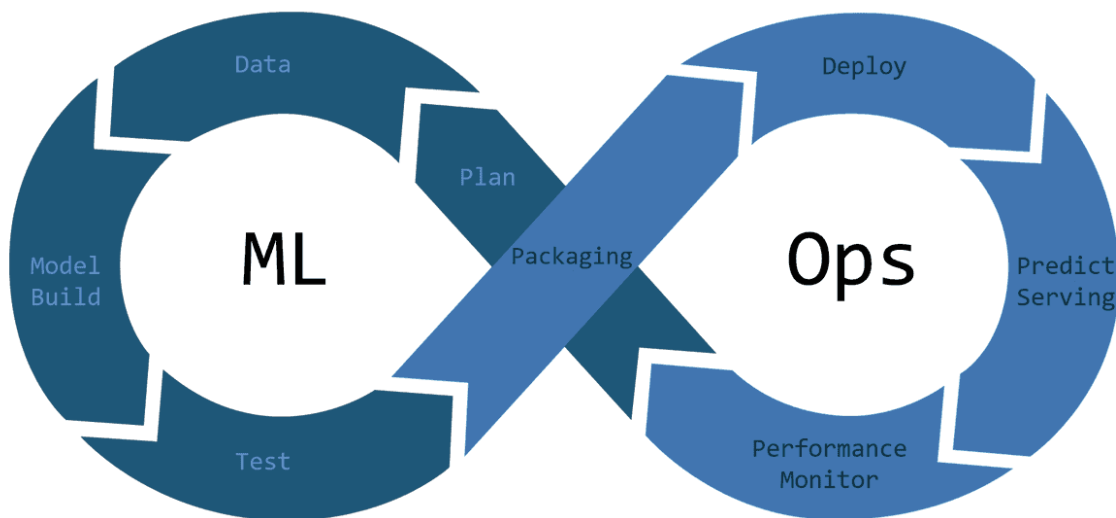 Data
Deploy
Plan
ML
Packaging
Ops
Model
Build
Predict
Serving
Test
Performance
Monitor